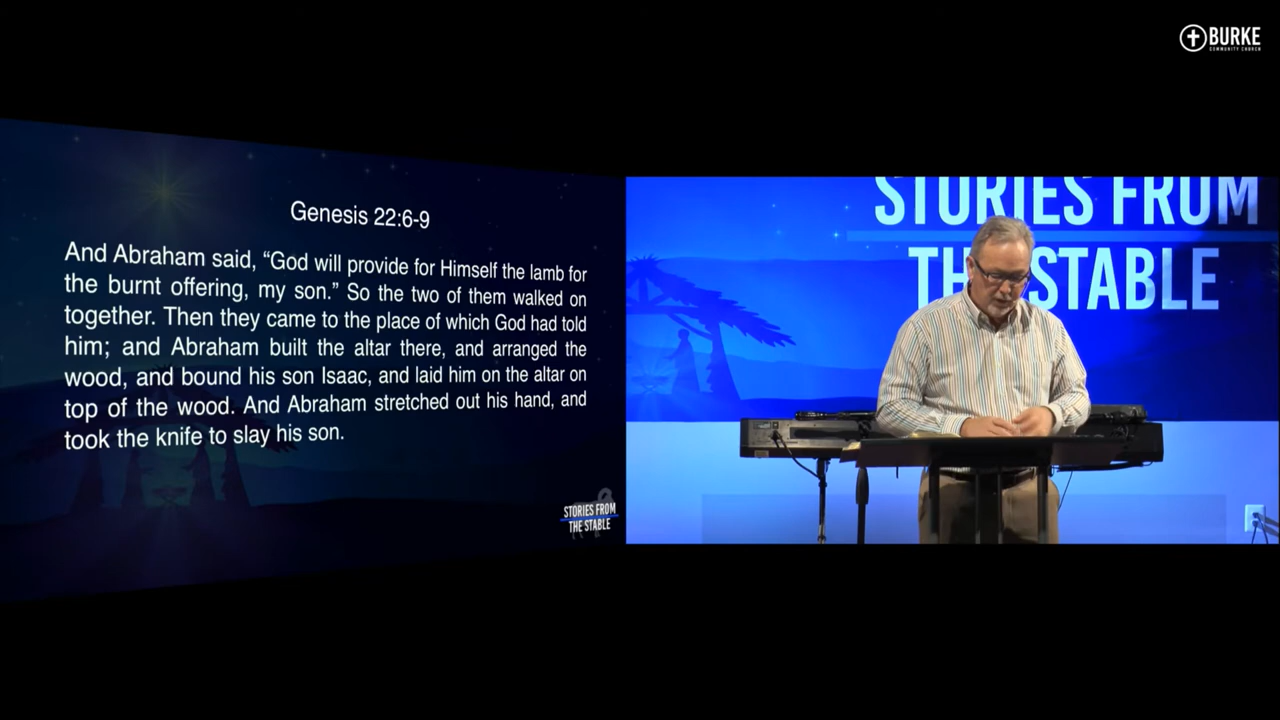 BURKE
COMMUNITY CHURCH
Genesis 22:6-9
And Abraham said, “God will provide for Himself the lamb for
the burnt offering, my son.” So the two of them walked on
together. Then they came to the place of which God had told
him; and Abraham built the altar there, and arranged the
wood, and bound his son Isaac, and laid him on the altar on
top of the wood. And Abraham stretched out his hand, and
took the knife to slay his son.
STORIES FROM
THE STABLE
STORIES FROM
TH STABLE